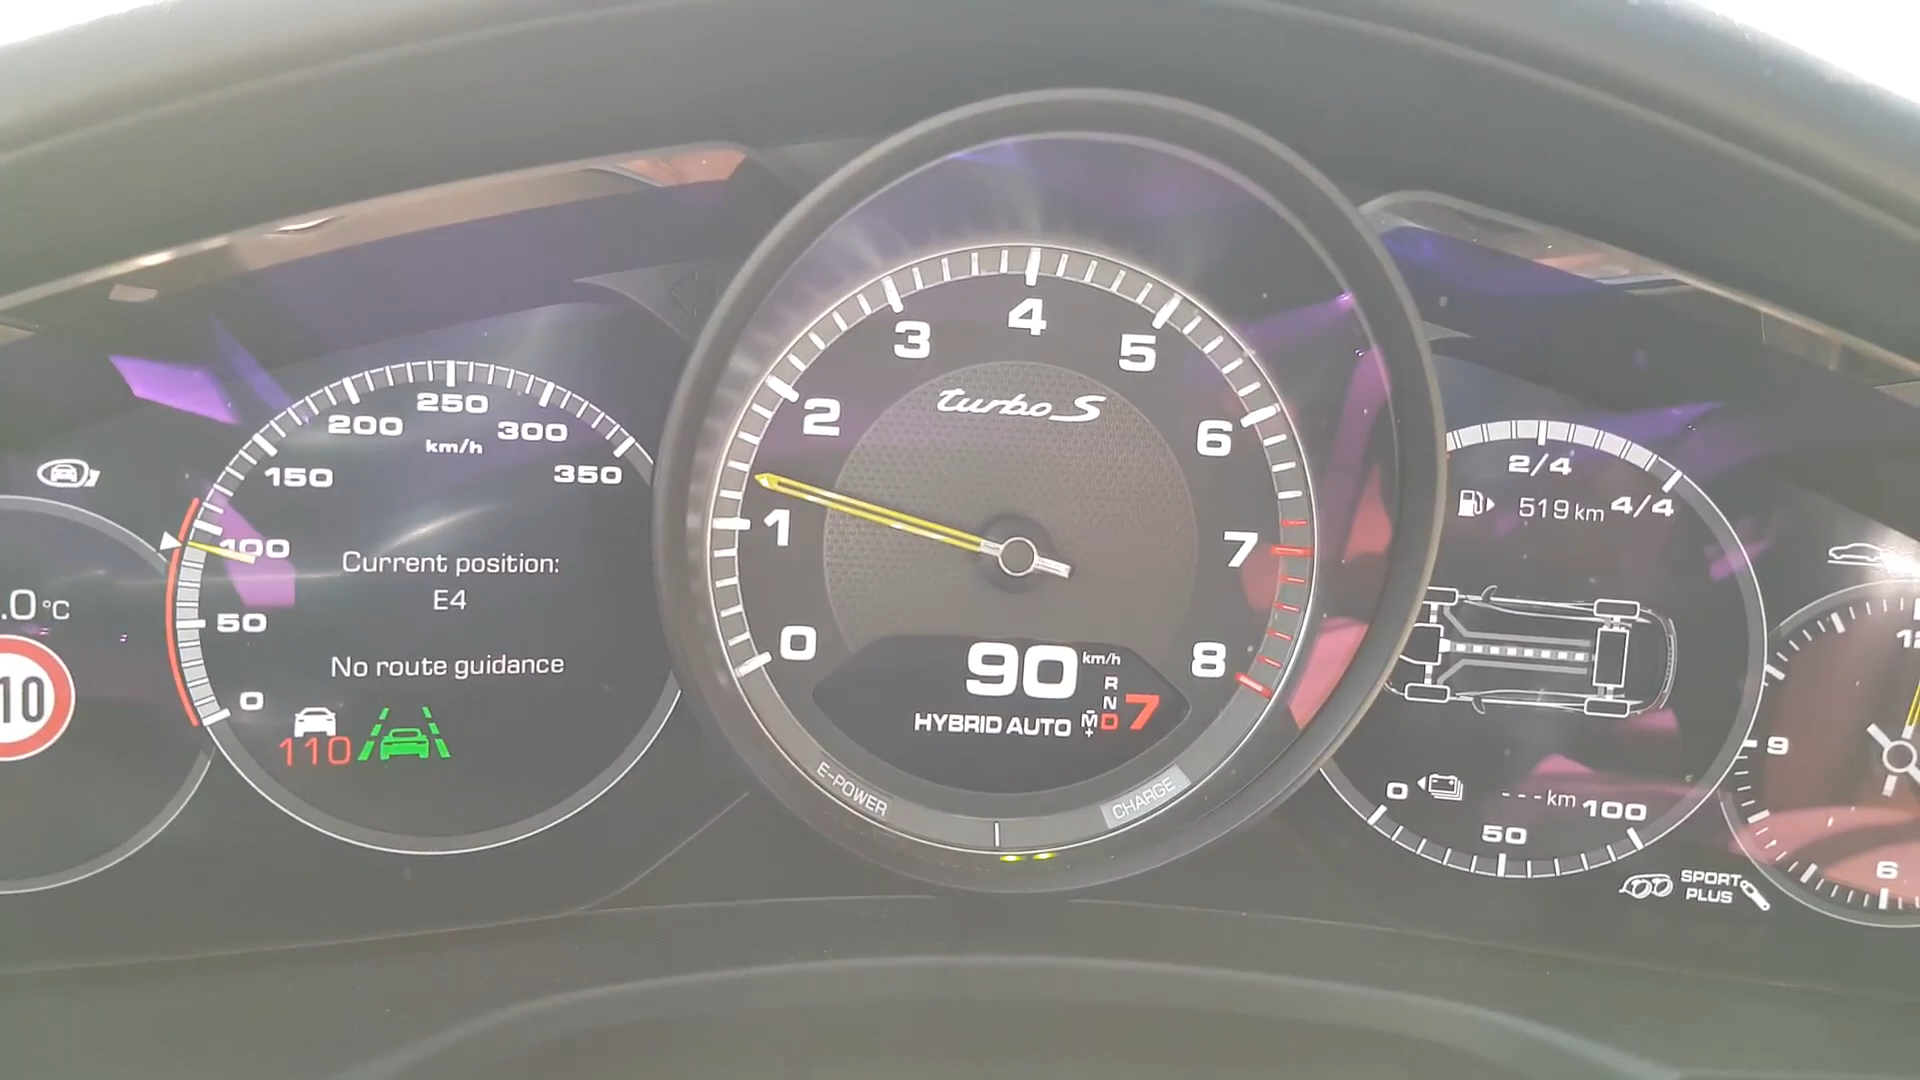 .0°C
10
0
50
100
150
200
250
300
350
km/h
Current position:
E4
No route guidance
110
0
1
2
3
4
5
6
7
8
turbo S
90 km/h
R
N
D
M
+
7
HYBRID AUTO
E-POWER
CHARGE
2/4
4/4
519 km
0
50
100
---km
SPORT
PLUS
12
9
6